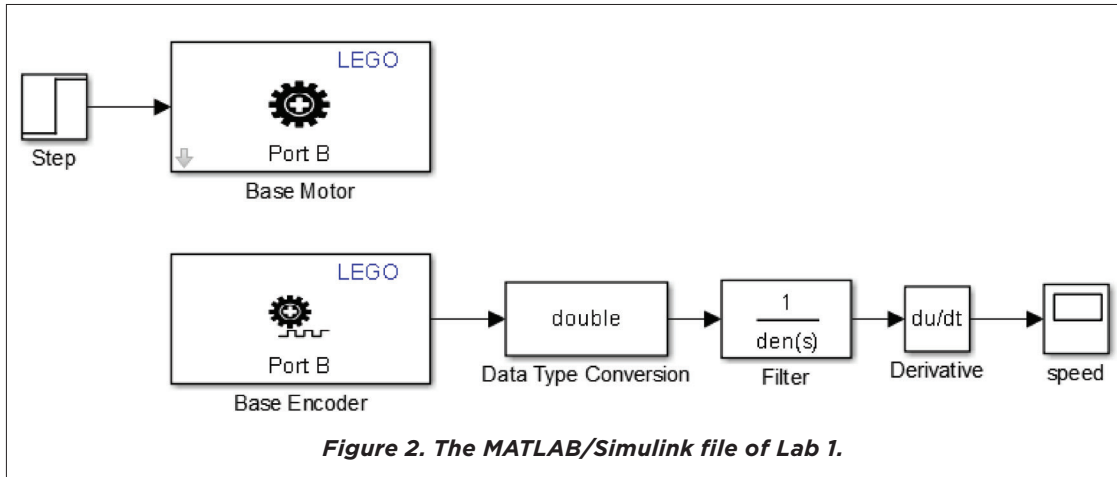 LEGO
Port B
Step
Base Motor
LEGO
Port B
Base Encoder
double
Data Type Conversion
1
den(s)
Filter
du/dt
Derivative
speed
Figure 2. The MATLAB/Simulink file of Lab 1.